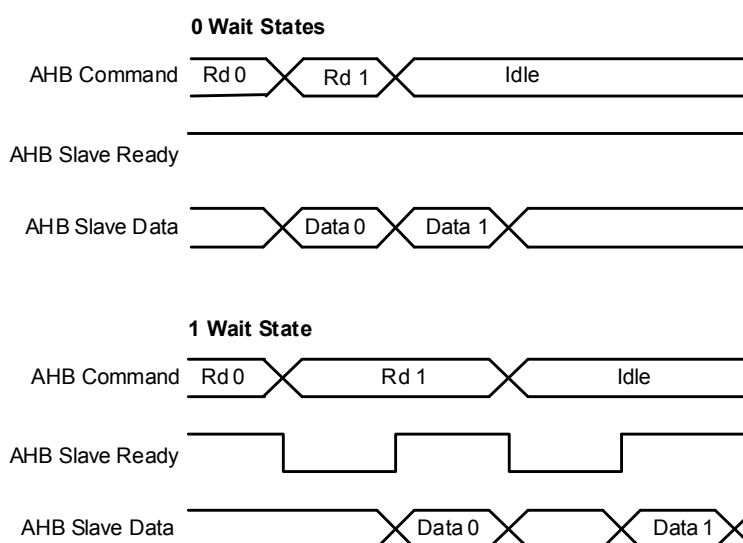 0 Wait States
AHB Command Rd 0 Rd 1 Idle
AHB Slave Ready
AHB Slave Data Data 0 Data 1
1 Wait State
AHB Command Rd 0 Rd 1 Idle
AHB Slave Ready
AHB Slave Data Data 0 Data 1